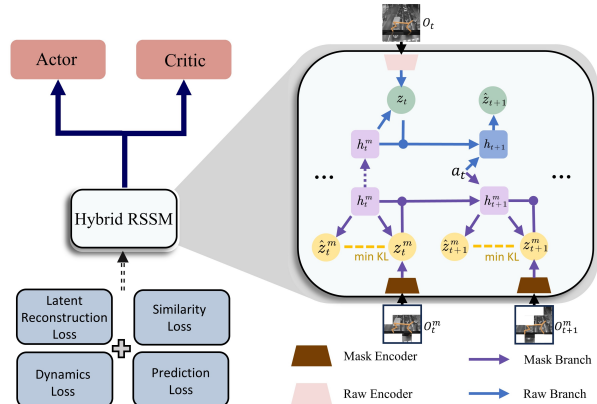 Actor
Critic
Hybrid RSSM
Latent
Reconstruction
Loss
Similarity
Loss
Dynamics
Loss
Prediction
Loss
O_t
z_t
ẑ_{t+1}
h_t^m
h_{t+1}
a_t
...
...
h_t^m
h_{t+1}^m
ẑ_t^m
min KL
z_t^m
ẑ_{t+1}^m
min KL
z_{t+1}^m
O_t^m
O_{t+1}^m
Mask Encoder
Mask Branch
Raw Encoder
Raw Branch